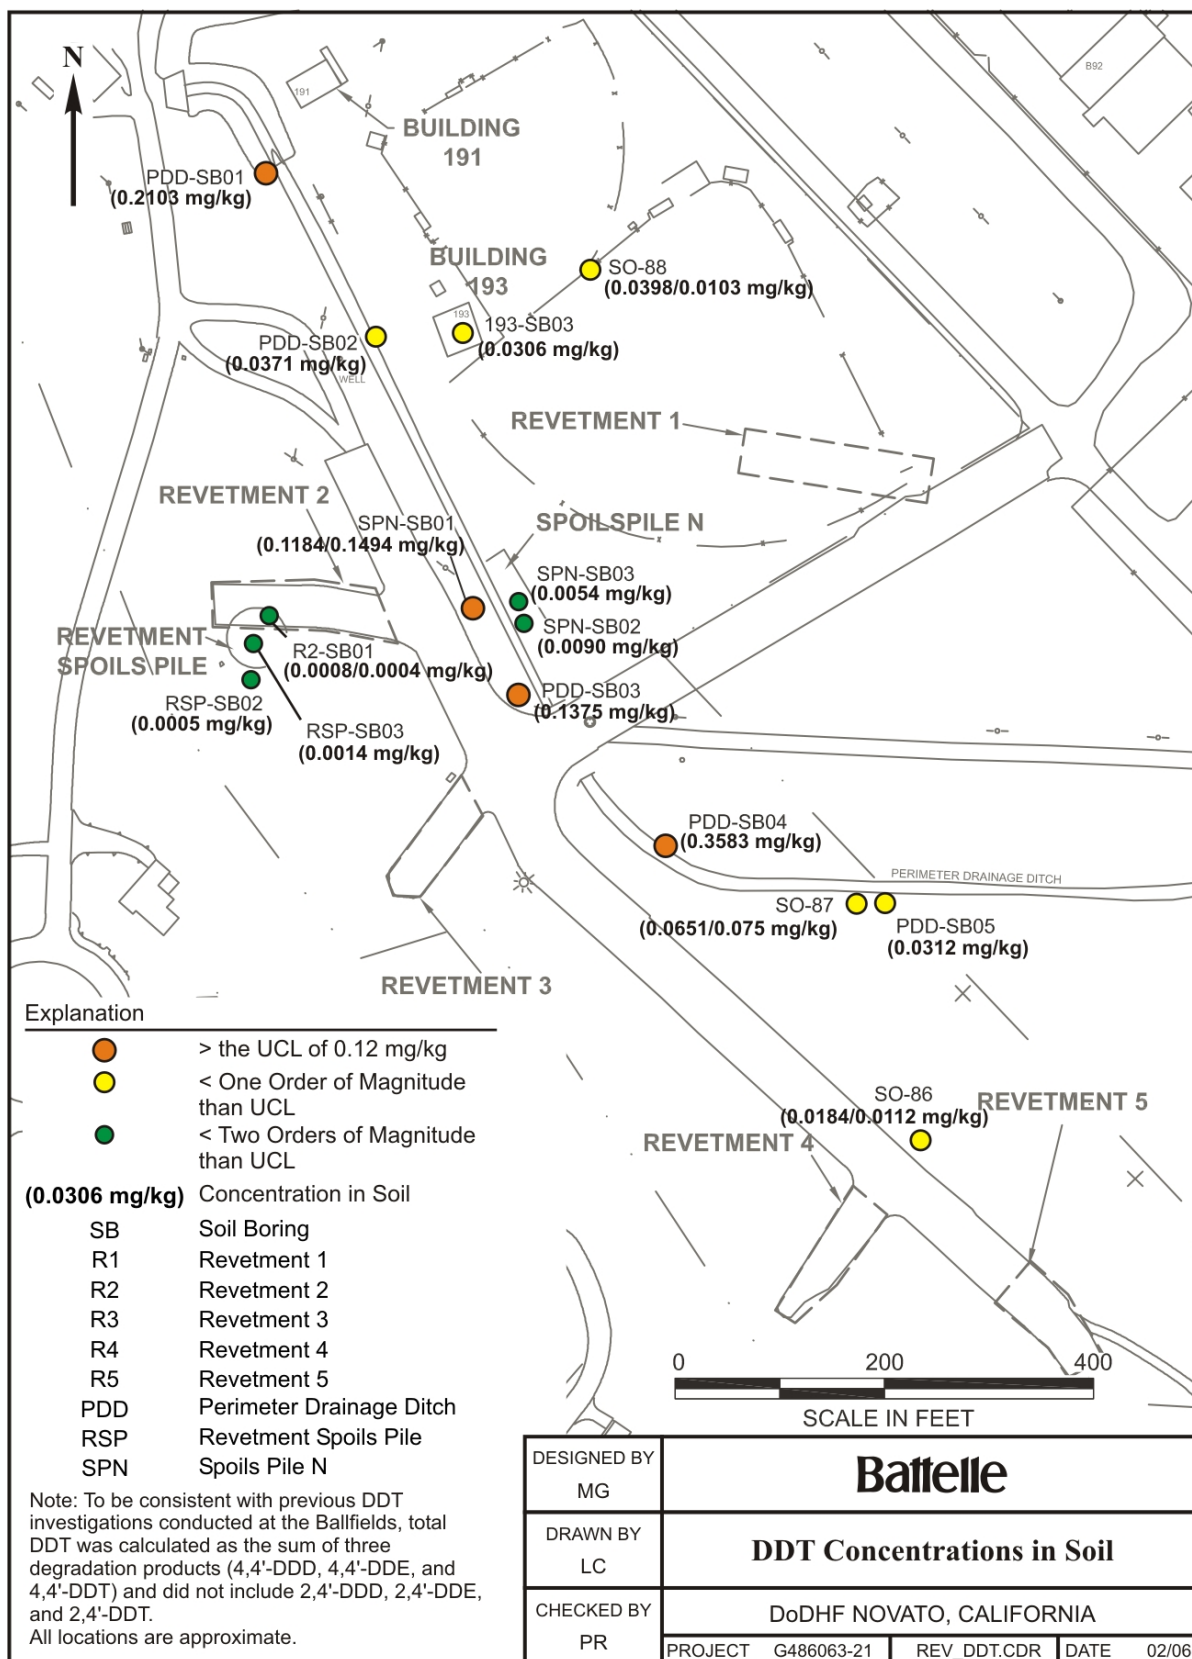 N
191
B92
BUILDING
191
PDD-SB01
(0.2103 mg/kg)
BUILDING
193
SO-88
(0.0398/0.0103 mg/kg)
193
193-SB03
(0.0306 mg/kg)
PDD-SB02
(0.0371 mg/kg)
WELL
REVETMENT 1
REVETMENT 2
SPN-SB01
(0.1184/0.1494 mg/kg)
SPOILSPILE N
SPN-SB03
(0.0054 mg/kg)
SPN-SB02
(0.0090 mg/kg)
REVETMENT
SPOILS PILE
R2-SB01
(0.0008/0.0004 mg/kg)
RSP-SB02
(0.0005 mg/kg)
RSP-SB03
(0.0014 mg/kg)
PDD-SB03
(0.1375 mg/kg)
PDD-SB04
(0.3583 mg/kg)
PERIMETER DRAINAGE DITCH
SO-87
(0.0651/0.075 mg/kg)
PDD-SB05
(0.0312 mg/kg)
REVETMENT 3
SO-86
(0.0184/0.0112 mg/kg)
REVETMENT 5
REVETMENT 4
Explanation
> the UCL of 0.12 mg/kg
< One Order of Magnitude
than UCL
< Two Orders of Magnitude
than UCL
(0.0306 mg/kg) Concentration in Soil
SB Soil Boring
R1 Revetment 1
R2 Revetment 2
R3 Revetment 3
R4 Revetment 4
R5 Revetment 5
PDD Perimeter Drainage Ditch
RSP Revetment Spoils Pile
SPN Spoils Pile N
Note: To be consistent with previous DDT
investigations conducted at the Ballfields, total
DDT was calculated as the sum of three
degradation products (4,4'-DDD, 4,4'-DDE, and
4,4'-DDT) and did not include 2,4'-DDD, 2,4'-DDE,
and 2,4'-DDT.
All locations are approximate.
0 200 400
SCALE IN FEET
DESIGNED BY
MG
Battelle
DRAWN BY
LC
DDT Concentrations in Soil
CHECKED BY
PR
DoDHF NOVATO, CALIFORNIA
PROJECT G486063-21 REV_DDT.CDR DATE 02/06